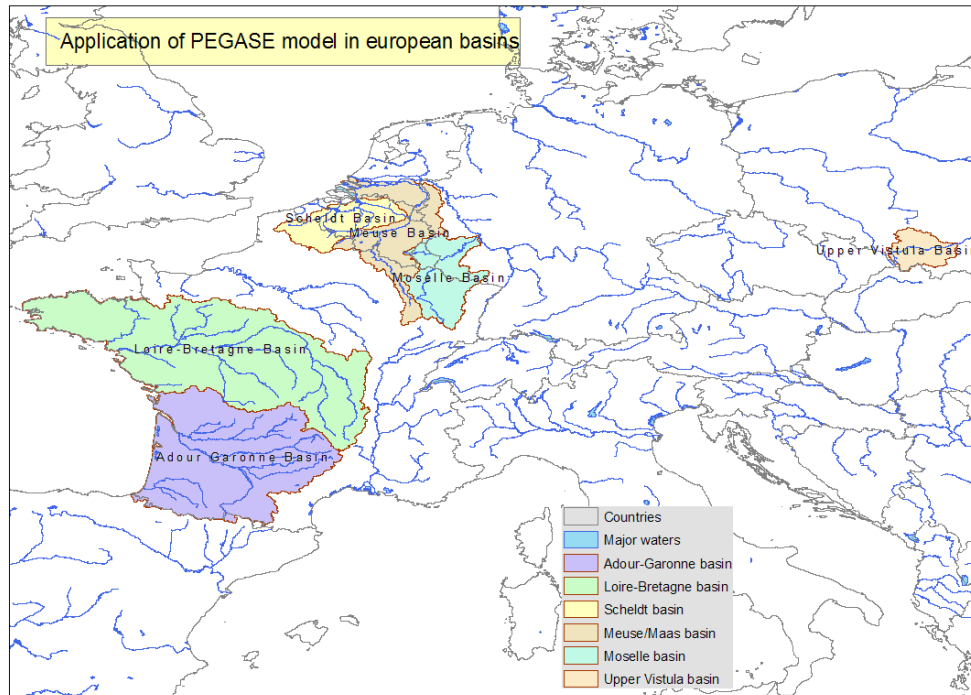 Application of PEGASE model in european basins
Scheldt Basin
Meuse Basin
Upper Vistula Basin
Moselle Basin
Loire-Bretagne Basin
Adour Garonne Basin
Countries
Major waters
Adour-Garonne basin
Loire-Bretagne basin
Scheldt basin
Meuse/Maas basin
Moselle basin
Upper Vistula basin